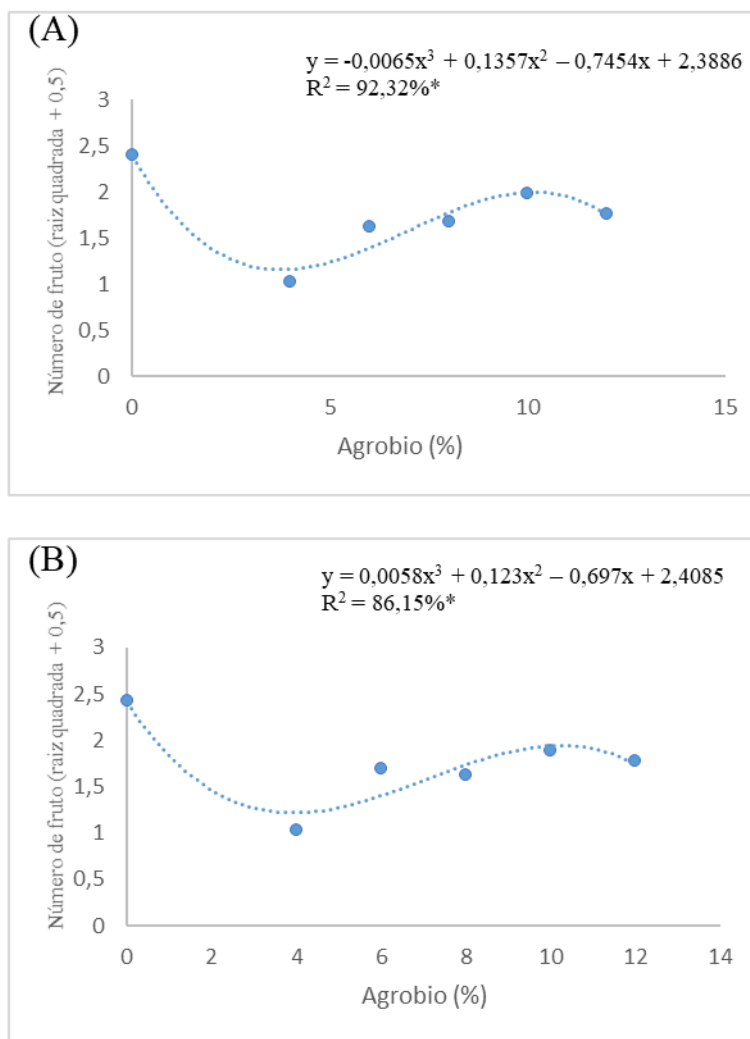 (A)
y = -0,0065x³ + 0,1357x² – 0,7454x + 2,3886
R² = 92,32%*
Número de fruto (raiz quadrada + 0,5)
3
2,5
2
1,5
1
0,5
0
0 5 10 15
Agrobio (%)
(B)
y = 0,0058x³ + 0,123x² – 0,697x + 2,4085
R² = 86,15%*
Número de fruto (raiz quadrada + 0,5)
3
2,5
2
1,5
1
0,5
0
0 2 4 6 8 10 12 14
Agrobio (%)